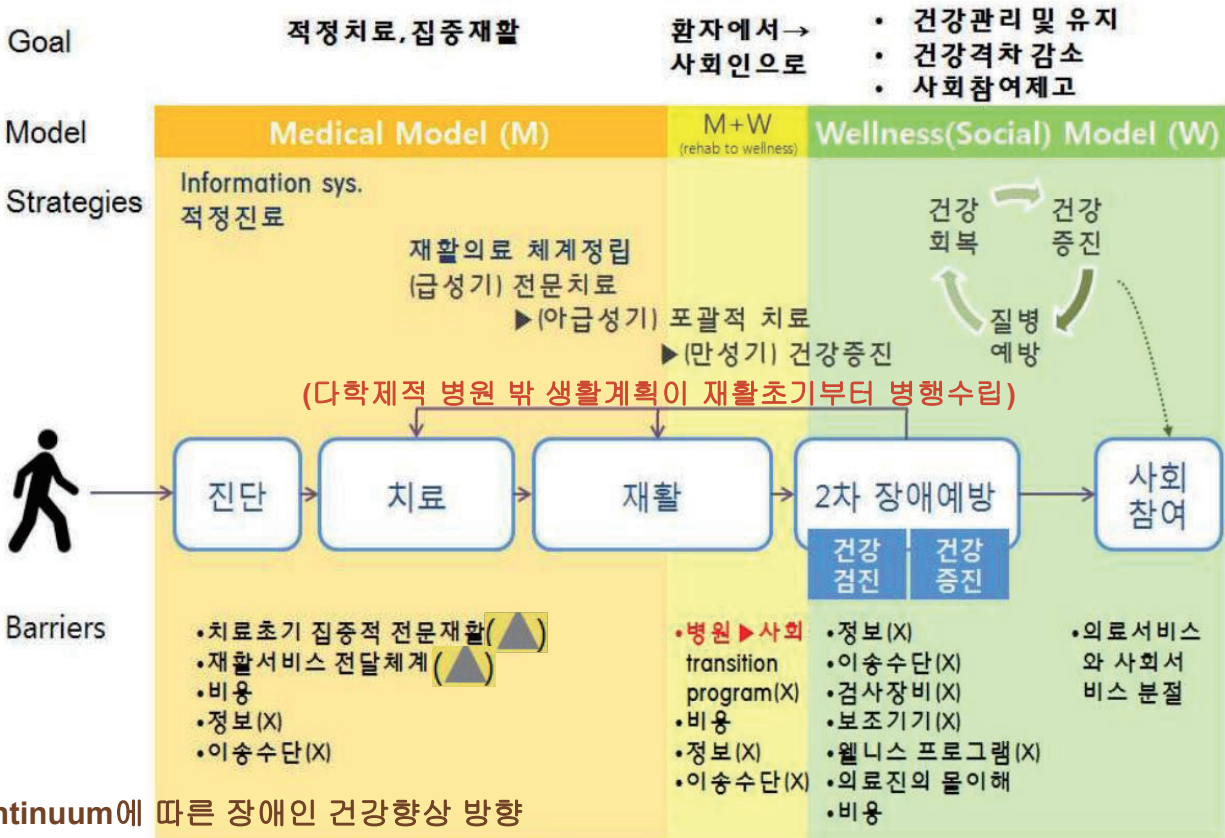 Goal
적정치료,집중재활
환자에서→
사회인으로
• 건강관리 및 유지
• 건강격차 감소
• 사회참여제고
Model
Medical Model (M)
M+W
(rehab to wellness)
Wellness(Social) Model (W)
Strategies
Information sys.
적정진료
재활의료 체계정립
(급성기) 전문치료
▶(아급성기) 포괄적 치료
▶(만성기) 건강증진
건강
회복
건강
증진
질병
예방
(다학제적 병원 밖 생활계획이 재활초기부터 병행수립)
진단
치료
재활
2차 장애예방
건강
검진
건강
증진
사회
참여
Barriers
•치료초기 집중적 전문재활(▲)
•재활서비스 전달체계(▲)
•비용
•정보(X)
•이송수단(X)
•병원▶사회
transition
program(X)
•비용
•정보(X)
•이송수단(X)
•정보(X)
•이송수단(X)
•검사장비(X)
•보조기기(X)
•웰니스 프로그램(X)
•의료진의 몰이해
•비용
•의료서비스
와 사회서
비스 분절
ntinuum에 따른 장애인 건강향상 방향